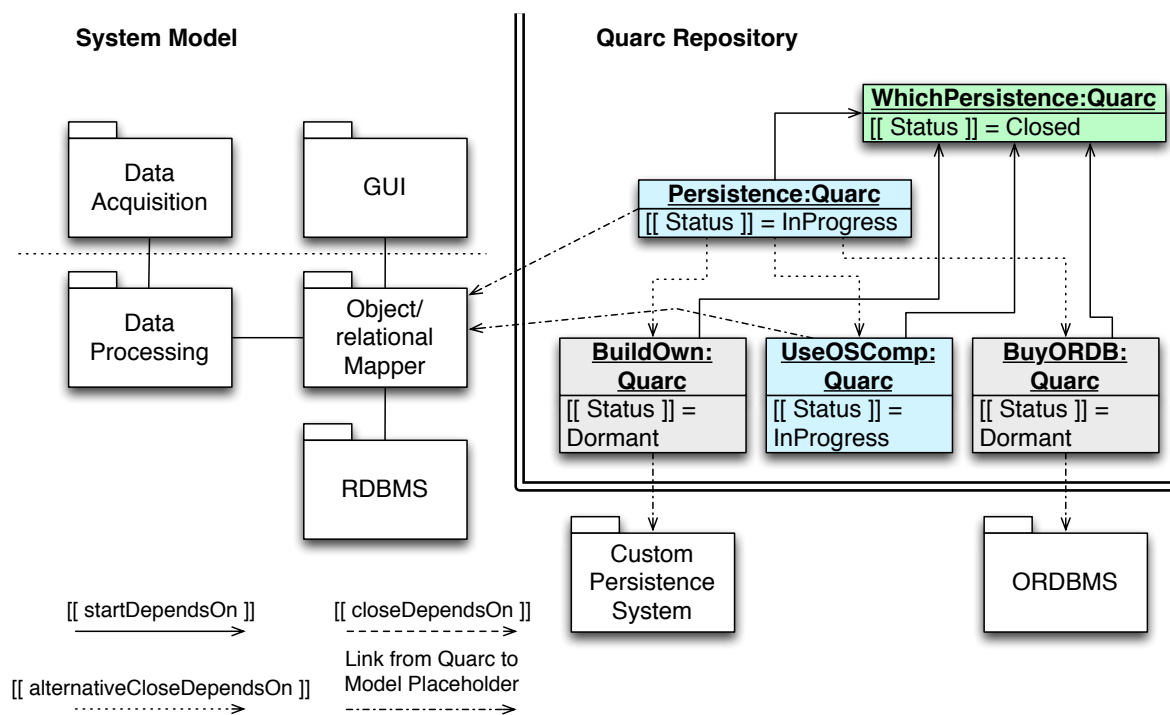 System Model
Quarc Repository
WhichPersistence:Quarc
[[ Status ]] = Closed
Data
Acquisition
GUI
Persistence:Quarc
[[ Status ]] = InProgress
Data
Processing
Object/
relational
Mapper
BuildOwn:
Quarc
[[ Status ]] =
Dormant
UseOSComp:
Quarc
[[ Status ]] =
InProgress
BuyORDB:
Quarc
[[ Status ]] =
Dormant
RDBMS
Custom
Persistence
System
ORDBMS
[[ startDependsOn ]]
[[ closeDependsOn ]]
[[ alternativeCloseDependsOn ]]
Link from Quarc to
Model Placeholder